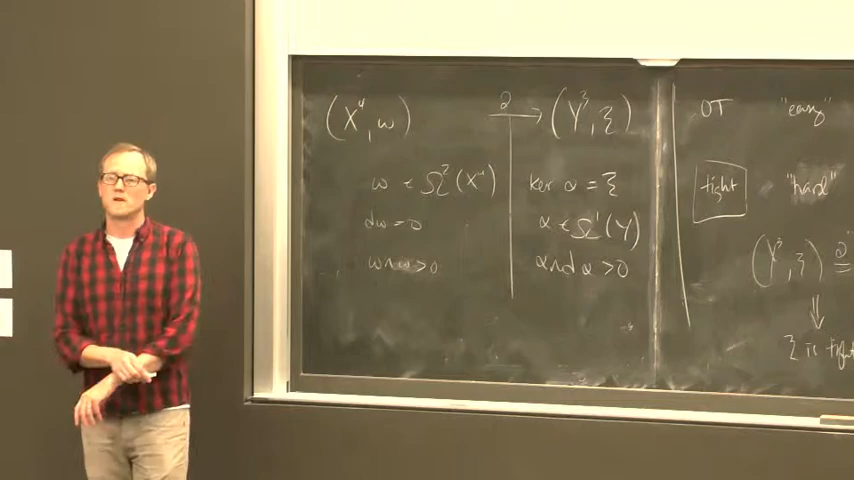 (X⁴, ω) —∂→ (Y³, ξ)
ω ∈ Ω²(X⁴)
dω = 0
ω∧ω > 0
ker α = ξ
α ∈ Ω¹(Y)
α∧dα > 0
OT "easy"
tight "hard"
(Y³, ξ) ∂ =
⇓
ξ is tight